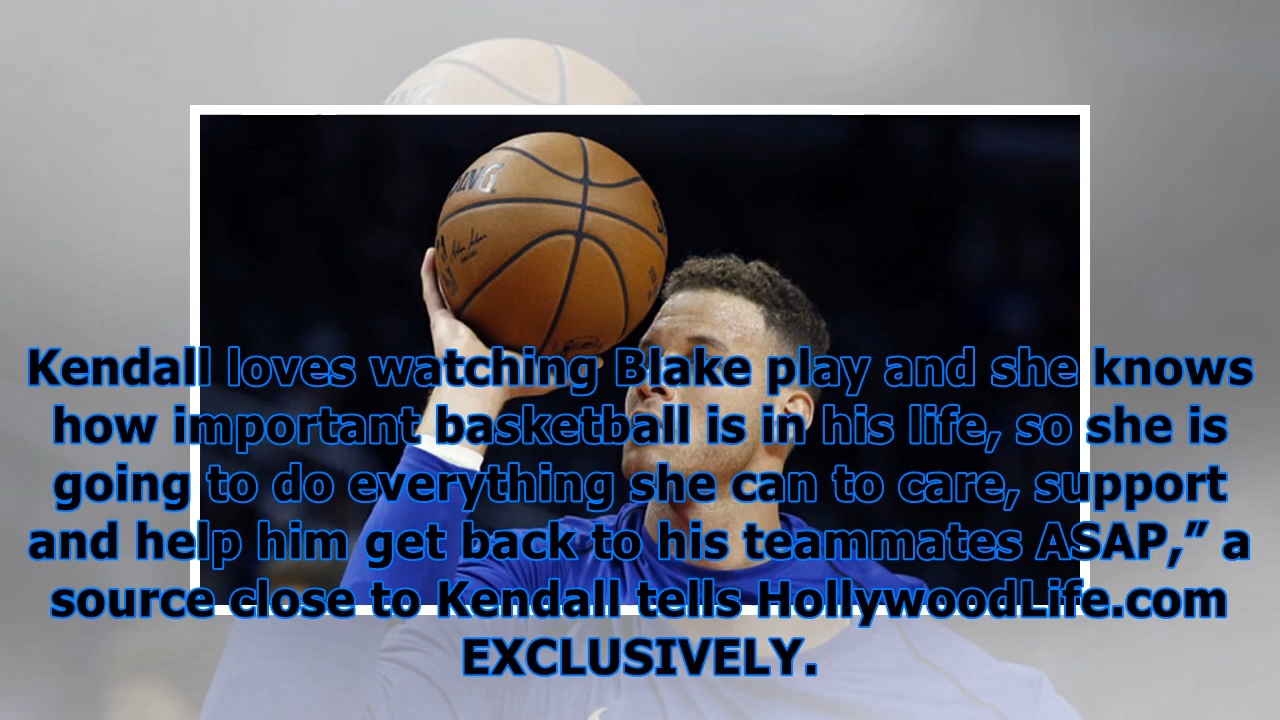 Kendall loves watching Blake play and she knows
how important basketball is in his life, so she is
going to do everything she can to care, support
and help him get back to his teammates ASAP,” a
source close to Kendall tells HollywoodLife.com
EXCLUSIVELY.